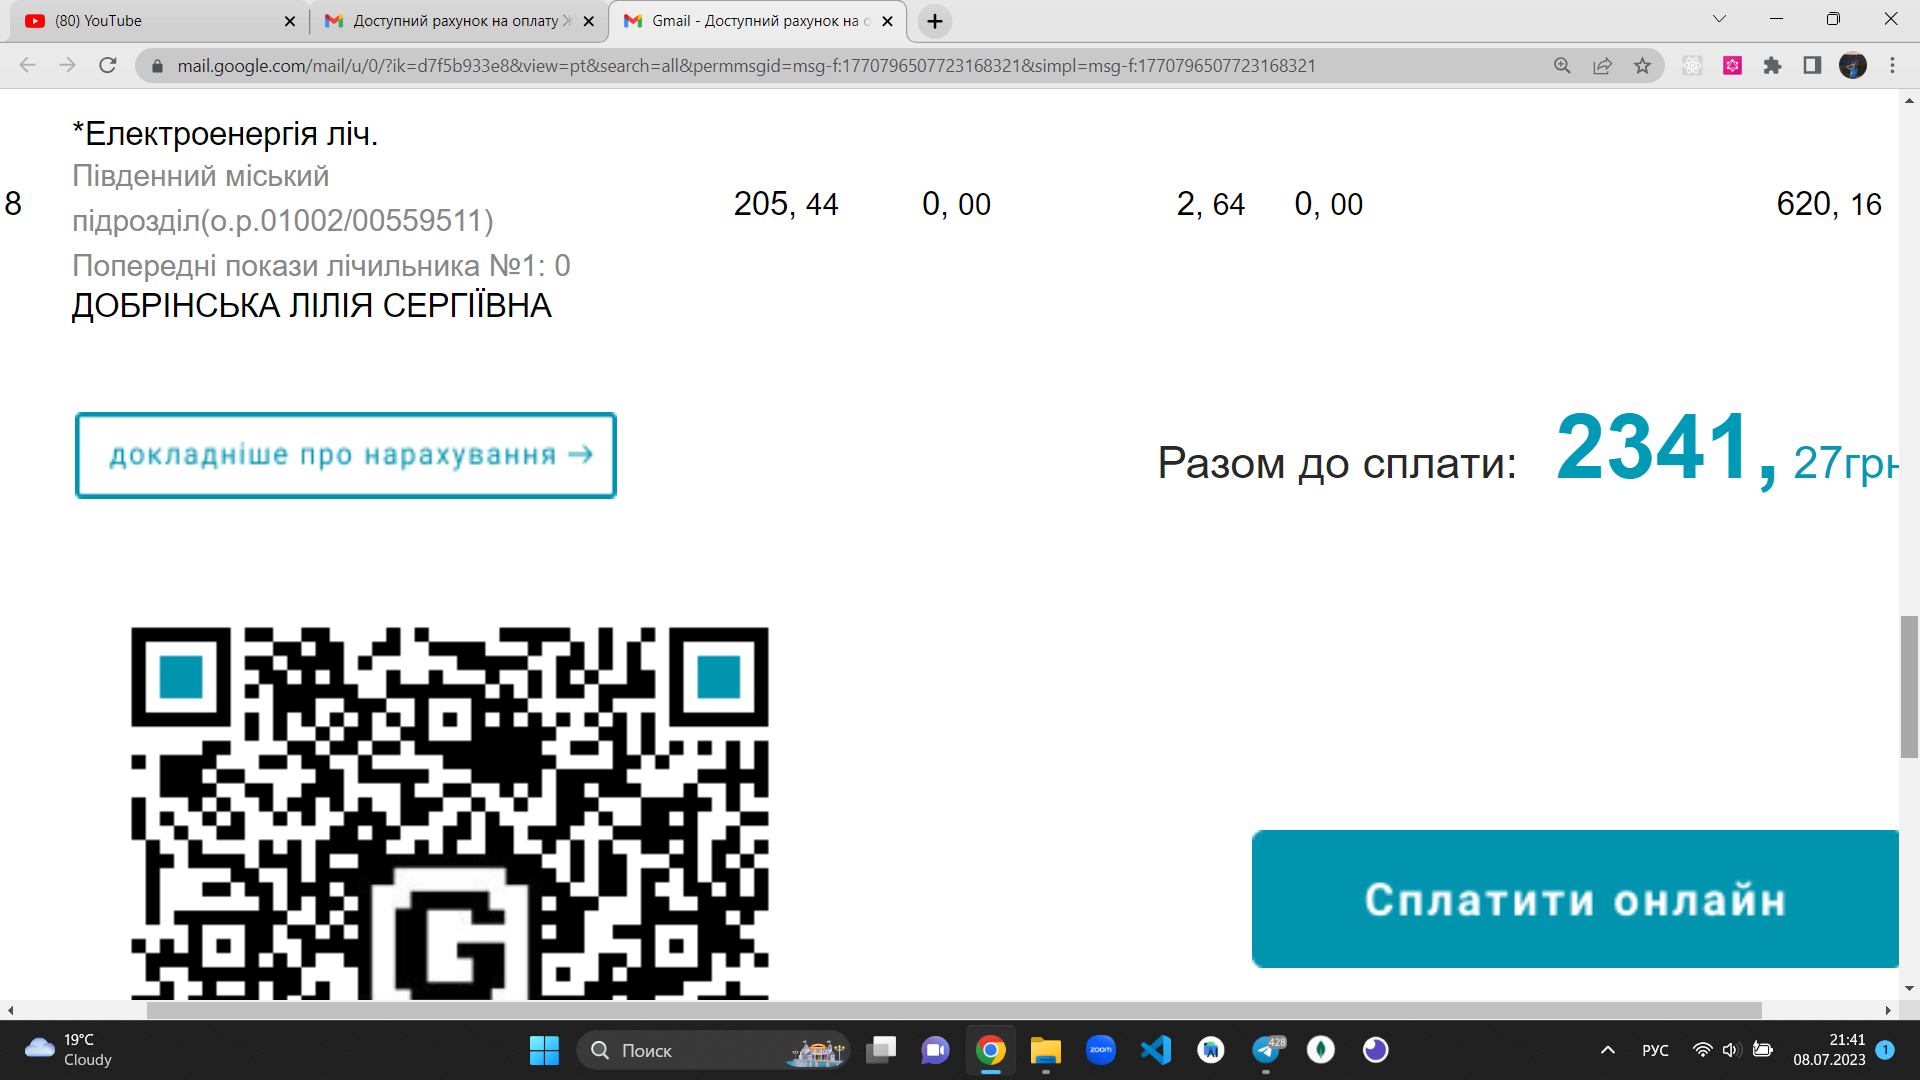 (80) YouTube
Доступний рахунок на оплату
Gmail - Доступний рахунок на о
mail.google.com/mail/u/0/?ik=d7f5b933e8&view=pt&search=all&permmsgid=msg-f:1770796507723168321&simpl=msg-f:1770796507723168321
*Електроенергія ліч.
Південний міський
8 підрозділ(о.р.01002/00559511) 205, 44 0, 00 2, 64 0, 00 620, 16
Попередні покази лічильника №1: 0
ДОБРІНСЬКА ЛІЛІЯ СЕРГІЇВНА
докладніше про нарахування →
Разом до сплати: 2341, 27грн
G
Сплатити онлайн
19°C
Cloudy
Поиск
zoom
428
РУС
21:41
08.07.2023
1